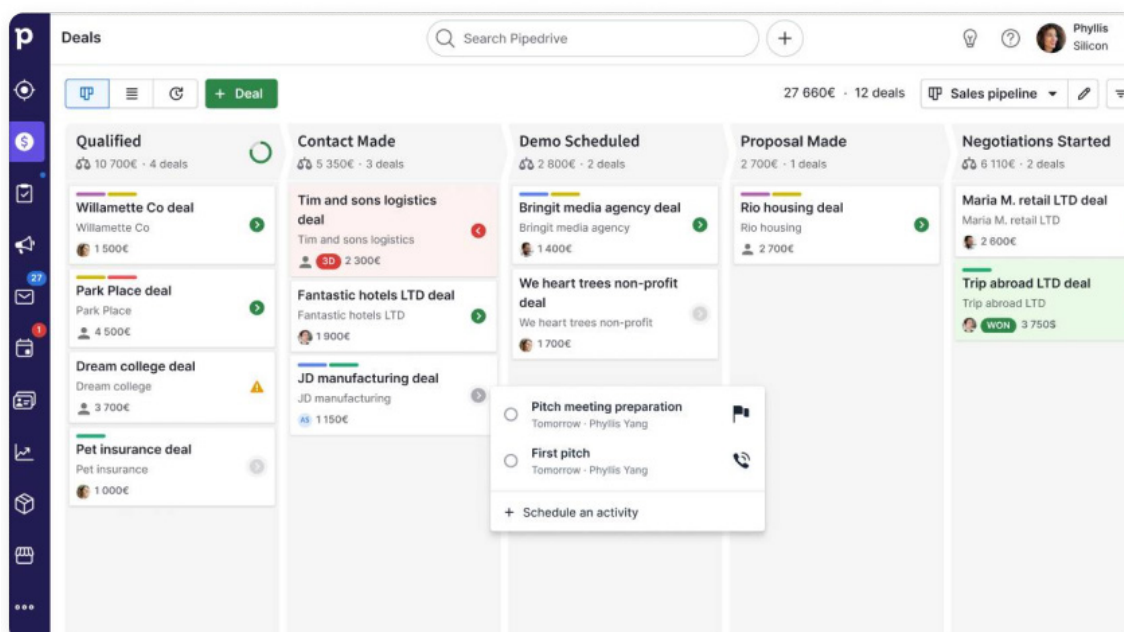 p
Deals
Search Pipedrive
+
Phyllis
Silicon
+ Deal
27 660€ · 12 deals
Sales pipeline
Qualified
10 700€ · 4 deals
Willamette Co deal
Willamette Co
1 500€
Park Place deal
Park Place
4 500€
Dream college deal
Dream college
3 700€
Pet insurance deal
Pet insurance
1 000€
Contact Made
5 350€ · 3 deals
Tim and sons logistics
deal
Tim and sons logistics
3D 2 300€
Fantastic hotels LTD deal
Fantastic hotels LTD
1 900€
JD manufacturing deal
JD manufacturing
AS 1 150€
Demo Scheduled
2 800€ · 2 deals
Bringit media agency deal
Bringit media agency
1 400€
We heart trees non-profit
deal
We heart trees non-profit
1 700€
Pitch meeting preparation
Tomorrow · Phyllis Yang
First pitch
Tomorrow · Phyllis Yang
+ Schedule an activity
Proposal Made
2 700€ · 1 deals
Rio housing deal
Rio housing
2 700€
Negotiations Started
6 110€ · 2 deals
Maria M. retail LTD deal
Maria M. retail LTD
2 600€
Trip abroad LTD deal
Trip abroad LTD
WON 3 750$
27
1